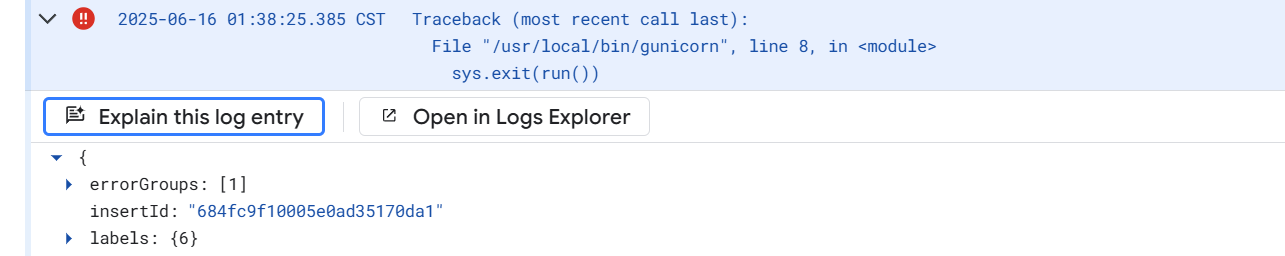 2025-06-16 01:38:25.385 CST Traceback (most recent call last):
File "/usr/local/bin/gunicorn", line 8, in <module>
sys.exit(run())
Explain this log entry Open in Logs Explorer
{
errorGroups: [1]
insertId: "684fc9f10005e0ad35170da1"
labels: {6}